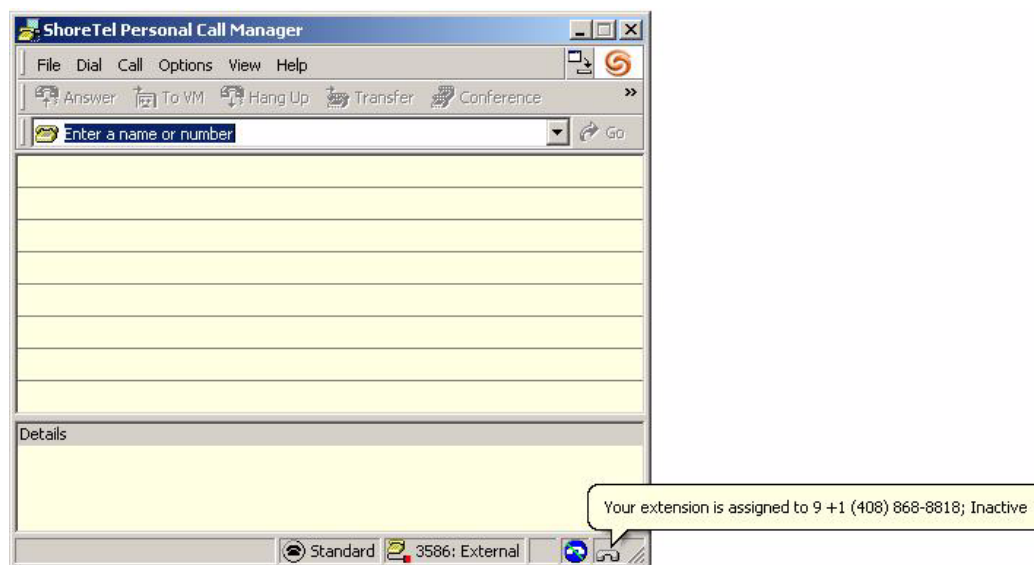 ShoreTel Personal Call Manager
File Dial Call Options View Help
Answer To VM Hang Up Transfer Conference »
Enter a name or number Go
Details
Your extension is assigned to 9 +1 (408) 868-8818; Inactive
Standard 3586: External